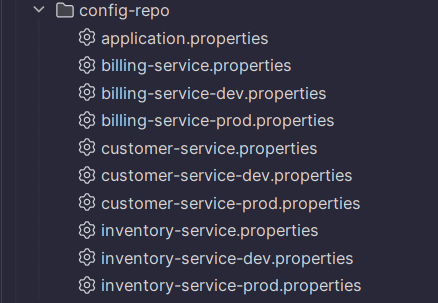 config-repo
application.properties
billing-service.properties
billing-service-dev.properties
billing-service-prod.properties
customer-service.properties
customer-service-dev.properties
customer-service-prod.properties
inventory-service.properties
inventory-service-dev.properties
inventory-service-prod.properties